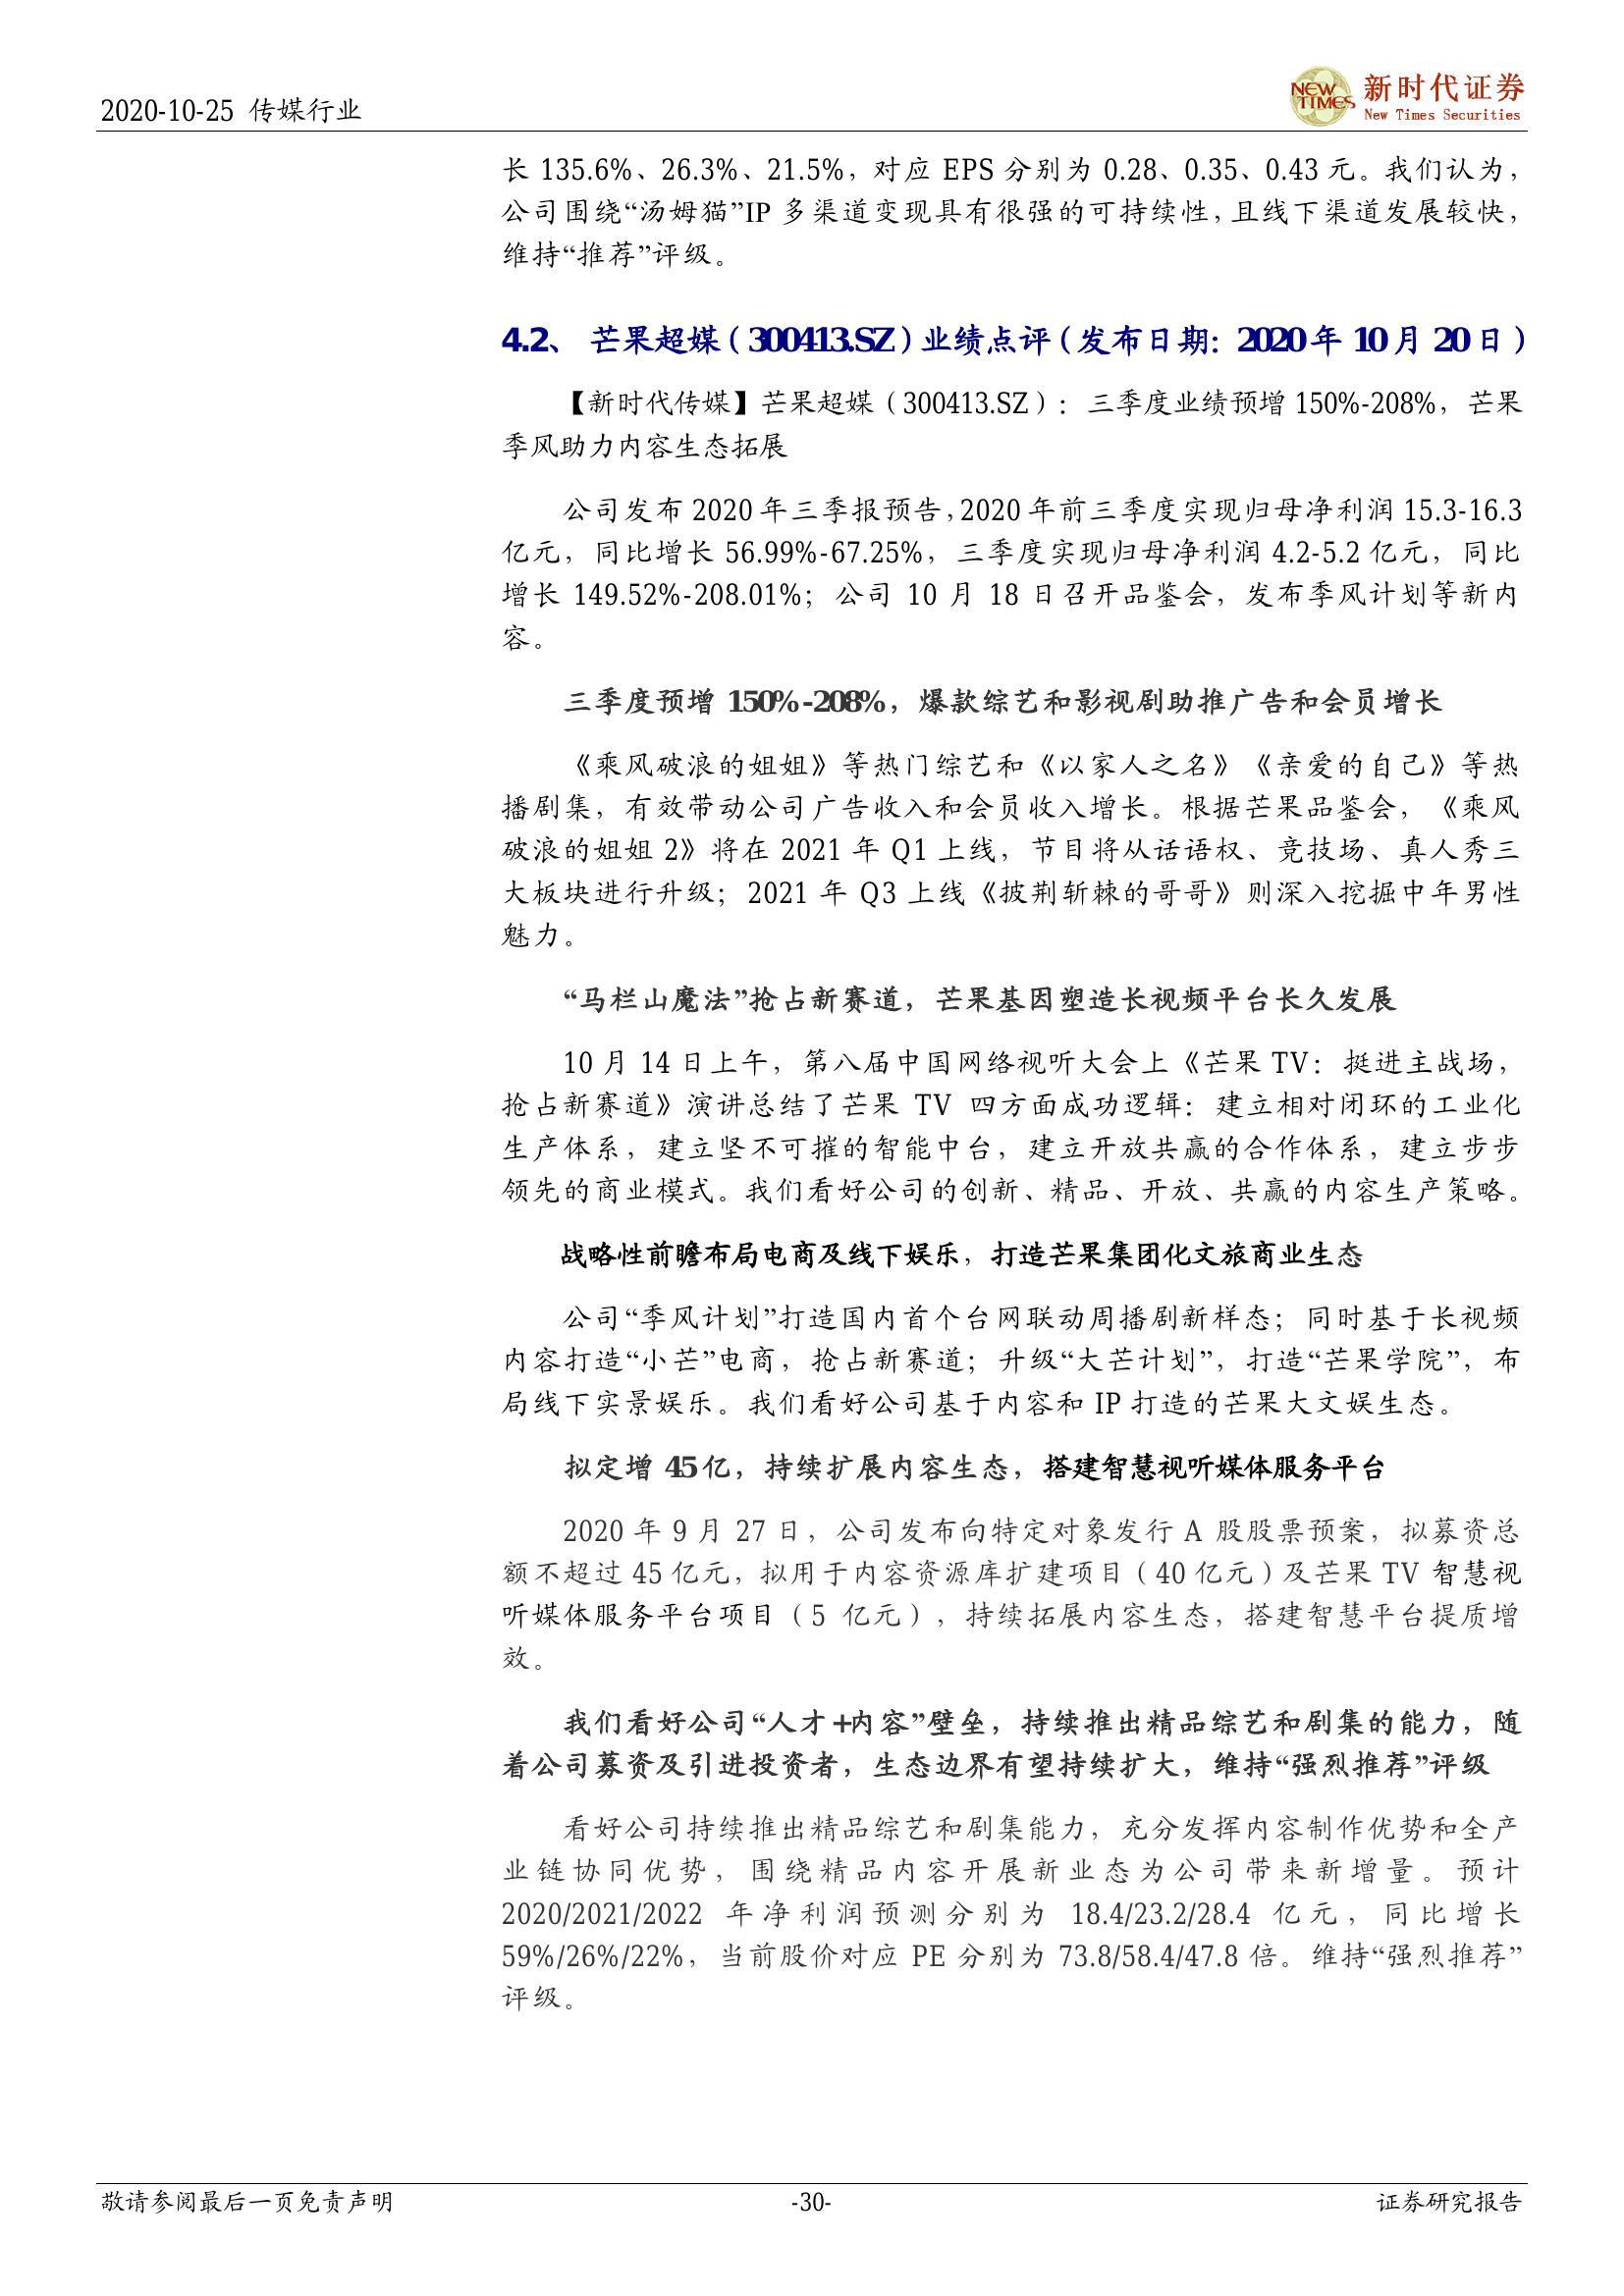 2020-10-25 传媒行业
NEW TIMES 新时代证券
New Times Securities
长 135.6%、26.3%、21.5%，对应 EPS 分别为 0.28、0.35、0.43 元。我们认为，
公司围绕“汤姆猫”IP 多渠道变现具有很强的可持续性，且线下渠道发展较快，
维持“推荐”评级。
4.2、 芒果超媒（300413.SZ）业绩点评（发布日期：2020 年 10 月 20 日）
【新时代传媒】芒果超媒（300413.SZ）：三季度业绩预增 150%-208%，芒果
季风助力内容生态拓展
公司发布 2020 年三季报预告，2020 年前三季度实现归母净利润 15.3-16.3
亿元，同比增长 56.99%-67.25%，三季度实现归母净利润 4.2-5.2 亿元，同比
增长 149.52%-208.01%；公司 10 月 18 日召开品鉴会，发布季风计划等新内
容。
三季度预增 150%-208%，爆款综艺和影视剧助推广告和会员增长
《乘风破浪的姐姐》等热门综艺和《以家人之名》《亲爱的自己》等热
播剧集，有效带动公司广告收入和会员收入增长。根据芒果品鉴会，《乘风
破浪的姐姐 2》将在 2021 年 Q1 上线，节目将从话语权、竞技场、真人秀三
大板块进行升级；2021 年 Q3 上线《披荆斩棘的哥哥》则深入挖掘中年男性
魅力。
“马栏山魔法”抢占新赛道，芒果基因塑造长视频平台长久发展
10 月 14 日上午，第八届中国网络视听大会上《芒果 TV：挺进主战场，
抢占新赛道》演讲总结了芒果 TV 四方面成功逻辑：建立相对闭环的工业化
生产体系，建立坚不可摧的智能中台，建立开放共赢的合作体系，建立步步
领先的商业模式。我们看好公司的创新、精品、开放、共赢的内容生产策略。
战略性前瞻布局电商及线下娱乐，打造芒果集团化文旅商业生态
公司“季风计划”打造国内首个台网联动周播剧新样态；同时基于长视频
内容打造“小芒”电商，抢占新赛道；升级“大芒计划”，打造“芒果学院”，布
局线下实景娱乐。我们看好公司基于内容和 IP 打造的芒果大文娱生态。
拟定增 45 亿，持续扩展内容生态，搭建智慧视听媒体服务平台
2020 年 9 月 27 日，公司发布向特定对象发行 A 股股票预案，拟募资总
额不超过 45 亿元，拟用于内容资源库扩建项目（40 亿元）及芒果 TV 智慧视
听媒体服务平台项目（5 亿元），持续拓展内容生态，搭建智慧平台提质增
效。
我们看好公司“人才+内容”壁垒，持续推出精品综艺和剧集的能力，随
着公司募资及引进投资者，生态边界有望持续扩大，维持“强烈推荐”评级
看好公司持续推出精品综艺和剧集能力，充分发挥内容制作优势和全产
业链协同优势，围绕精品内容开展新业态为公司带来新增量。预计
2020/2021/2022 年净利润预测分别为 18.4/23.2/28.4 亿元，同比增长
59%/26%/22%，当前股价对应 PE 分别为 73.8/58.4/47.8 倍。维持“强烈推荐”
评级。
敬请参阅最后一页免责声明 -30- 证券研究报告